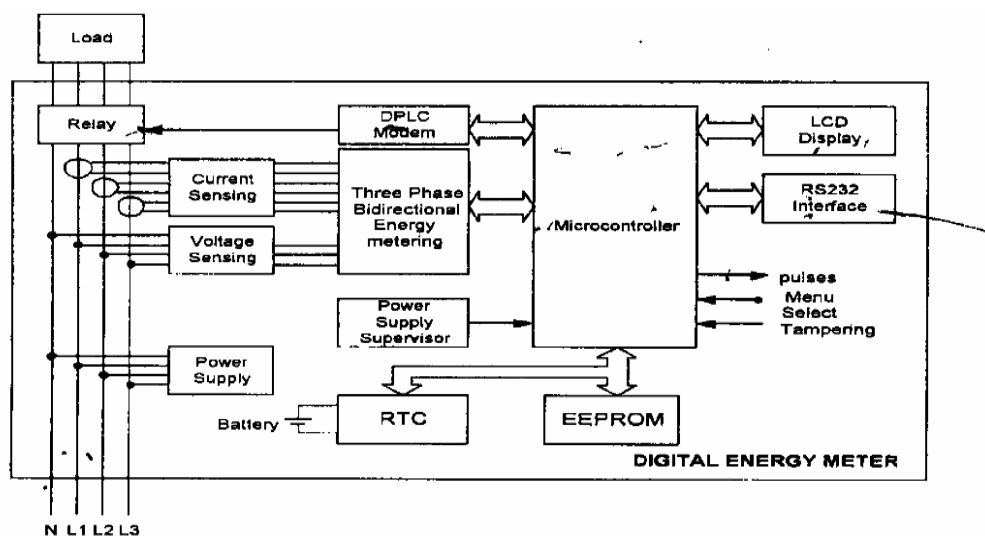 Load
Relay
DPLC
Modem
LCD
Display
Current
Sensing
Three Phase
Bidirectional
Energy
metering
Microcontroller
RS232
Interface
Voltage
Sensing
pulses
Menu
Select
Tampering
Power
Supply
Supervisor
Power
Supply
Battery
RTC
EEPROM
DIGITAL ENERGY METER
N L1 L2 L3